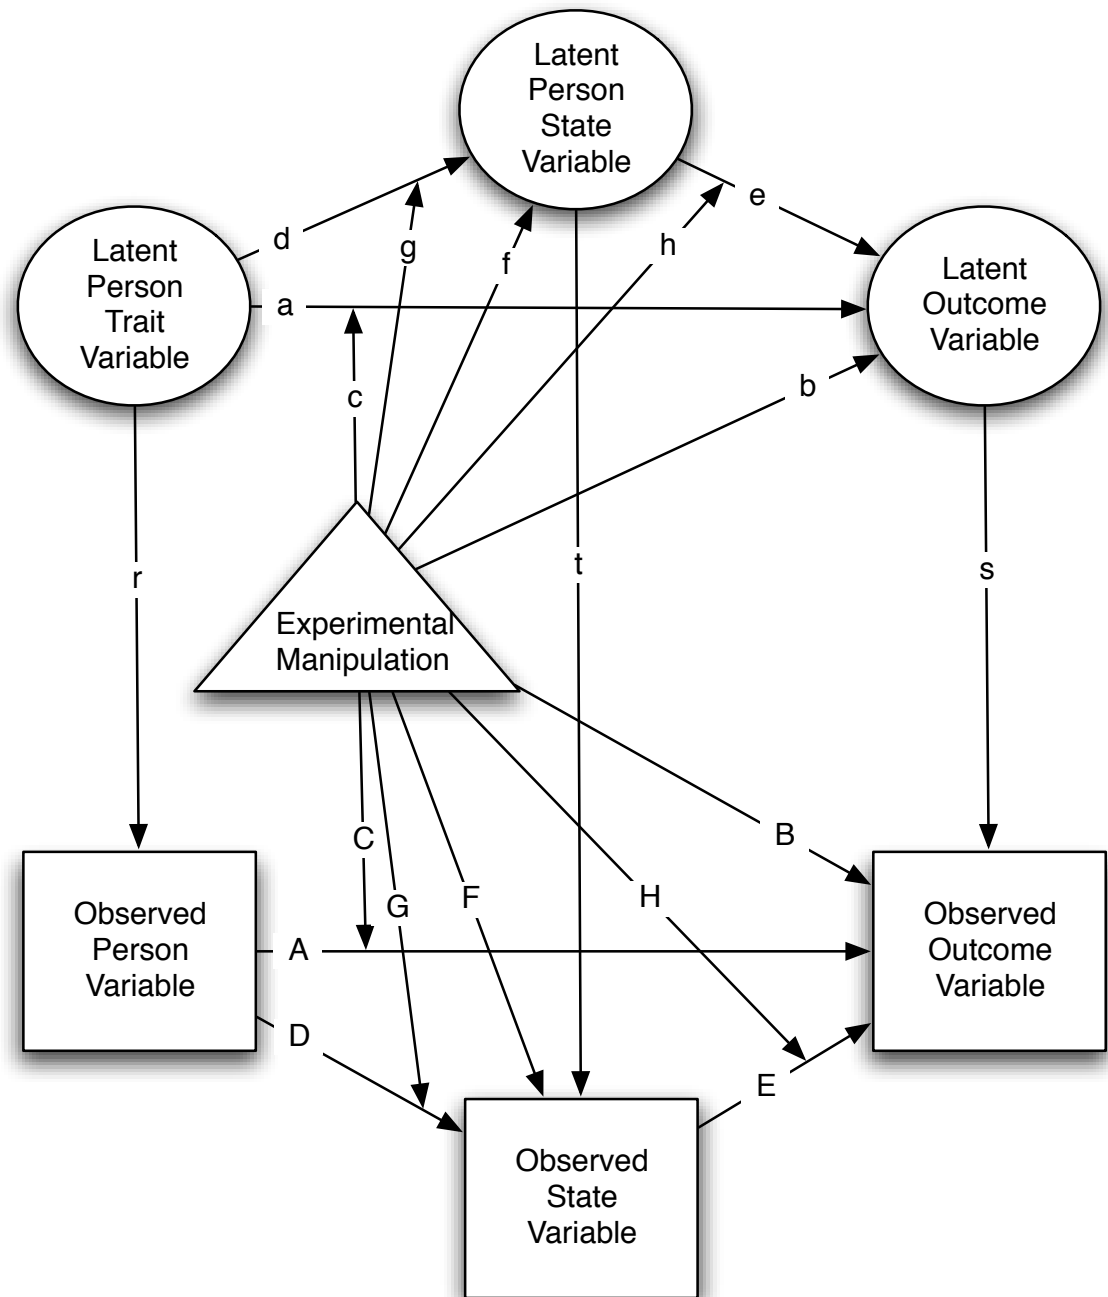 Latent
Person
State
Variable
d
g
f
h
e
Latent
Person
Trait
Variable
a
Latent
Outcome
Variable
c
b
r
t
s
Experimental
Manipulation
C
G
F
H
B
Observed
Person
Variable
A
Observed
Outcome
Variable
D
E
Observed
State
Variable